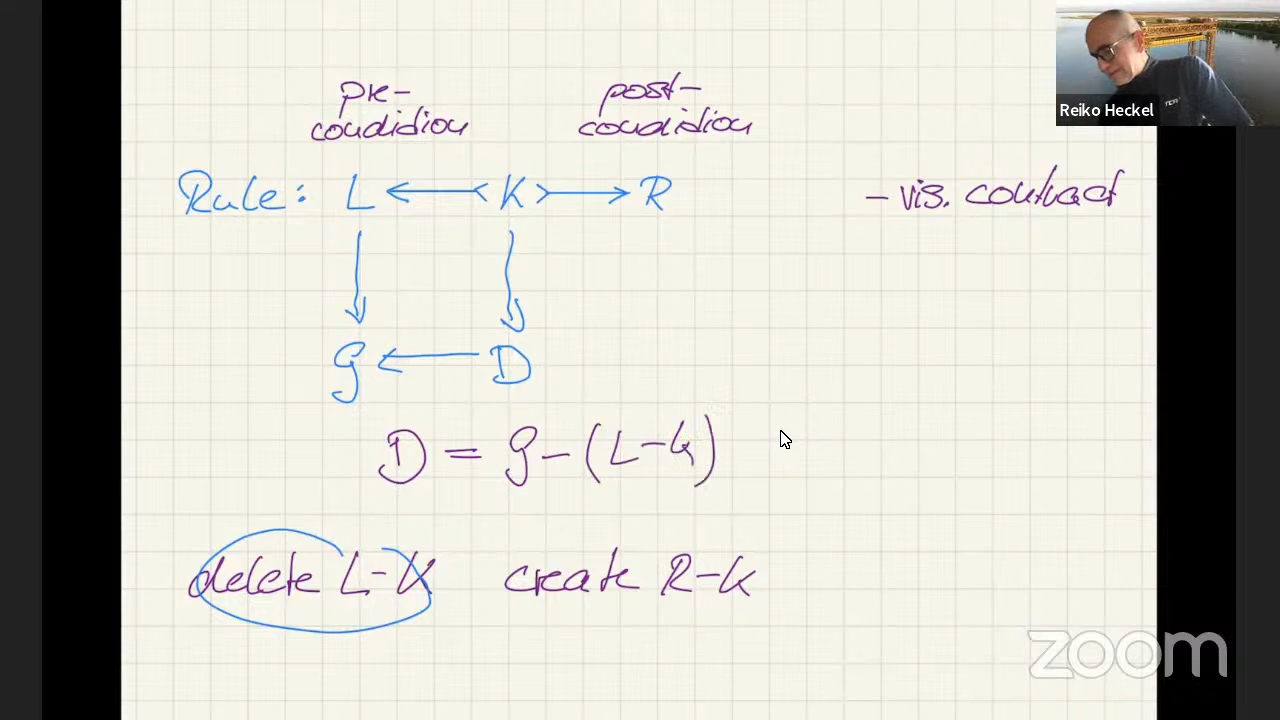 pre-
condition
post-
condition
Rule: L ← K → R
- vis. contract
G ← D
D = G - (L-K)
delete L-K
create R-K
Reiko Heckel
zoom